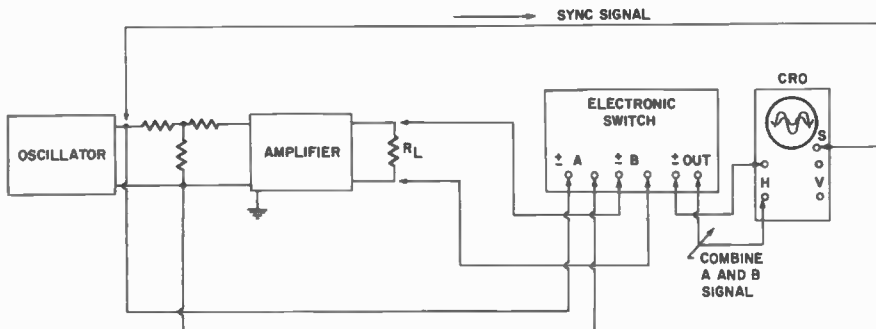 SYNC SIGNAL
CRO
ELECTRONIC
SWITCH
OSCILLATOR
AMPLIFIER
RL
± A ± B ± OUT
S
H V
COMBINE
A AND B
SIGNAL